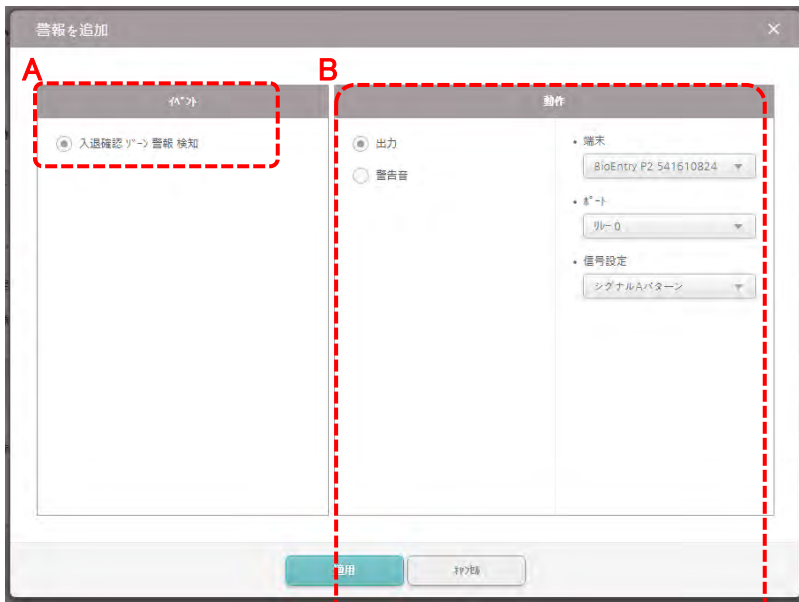 警報を追加
A
B
ｲﾍﾞﾝﾄ
動作
入退確認 ｿﾞｰﾝ 警報 検知
出力
警告音
• 端末
BioEntry P2 541610824
• ﾎﾟｰﾄ
ﾘﾚｰ 0
• 信号設定
シグナルAパターン
適用
ｷｬﾝｾﾙ